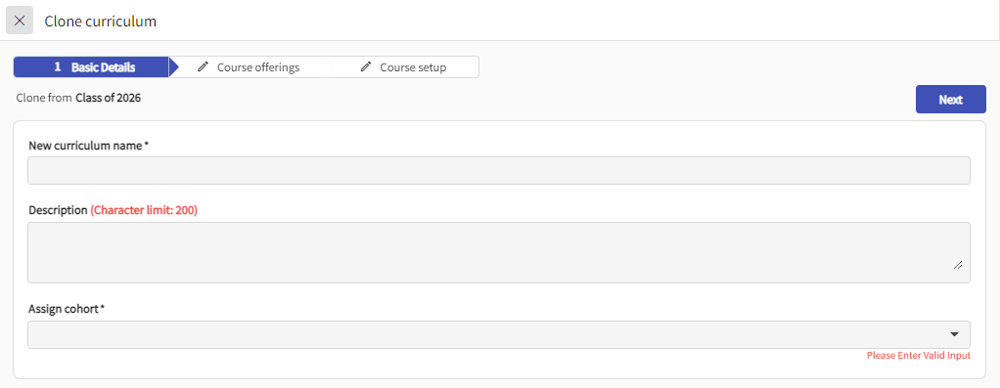 Clone curriculum
1 Basic Details Course offerings Course setup
Clone from Class of 2026
Next
New curriculum name *
Description (Character limit: 200)
Assign cohort *
Please Enter Valid Input